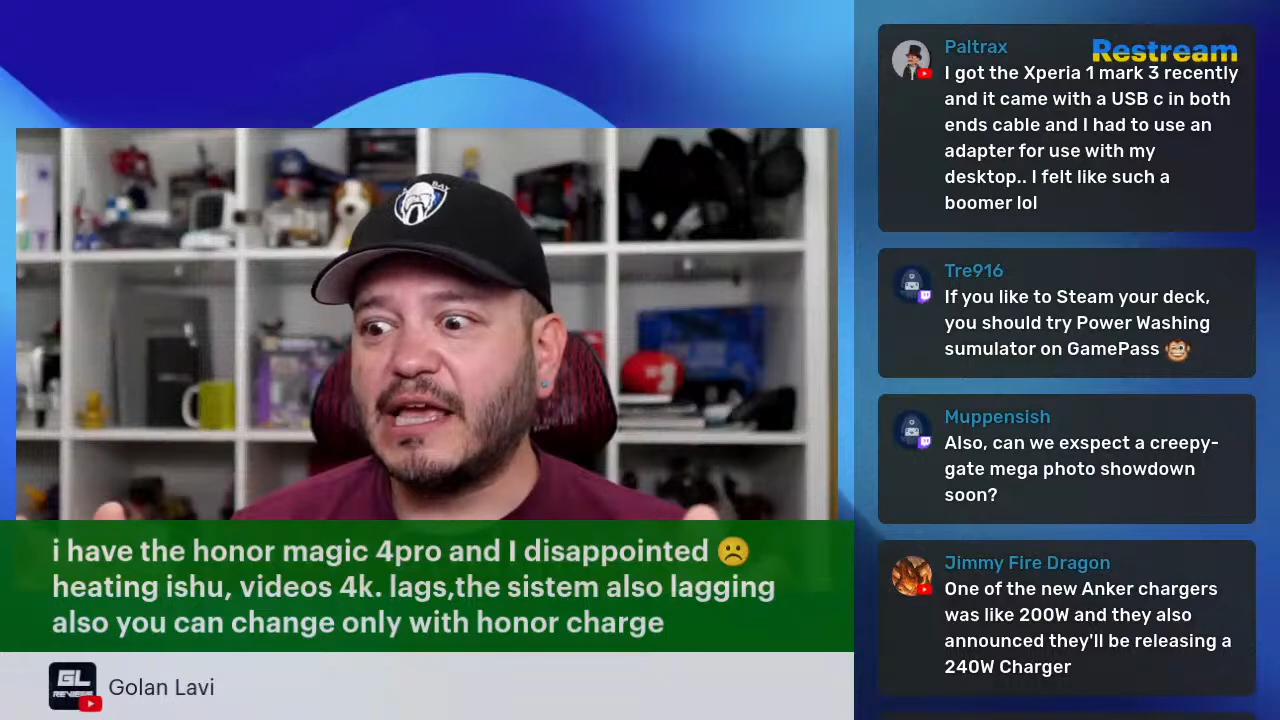 i have the honor magic 4pro and I disappointed ☹️
heating ishu, videos 4k. lags,the sistem also lagging
also you can change only with honor charge
GL
REVIEWS
Golan Lavi
Restream
Paltrax
I got the Xperia 1 mark 3 recently
and it came with a USB c in both
ends cable and I had to use an
adapter for use with my
desktop.. I felt like such a
boomer lol
Tre916
If you like to Steam your deck,
you should try Power Washing
sumulator on GamePass 🐵
Muppensish
Also, can we exspect a creepy-
gate mega photo showdown
soon?
Jimmy Fire Dragon
One of the new Anker chargers
was like 200W and they also
announced they'll be releasing a
240W Charger